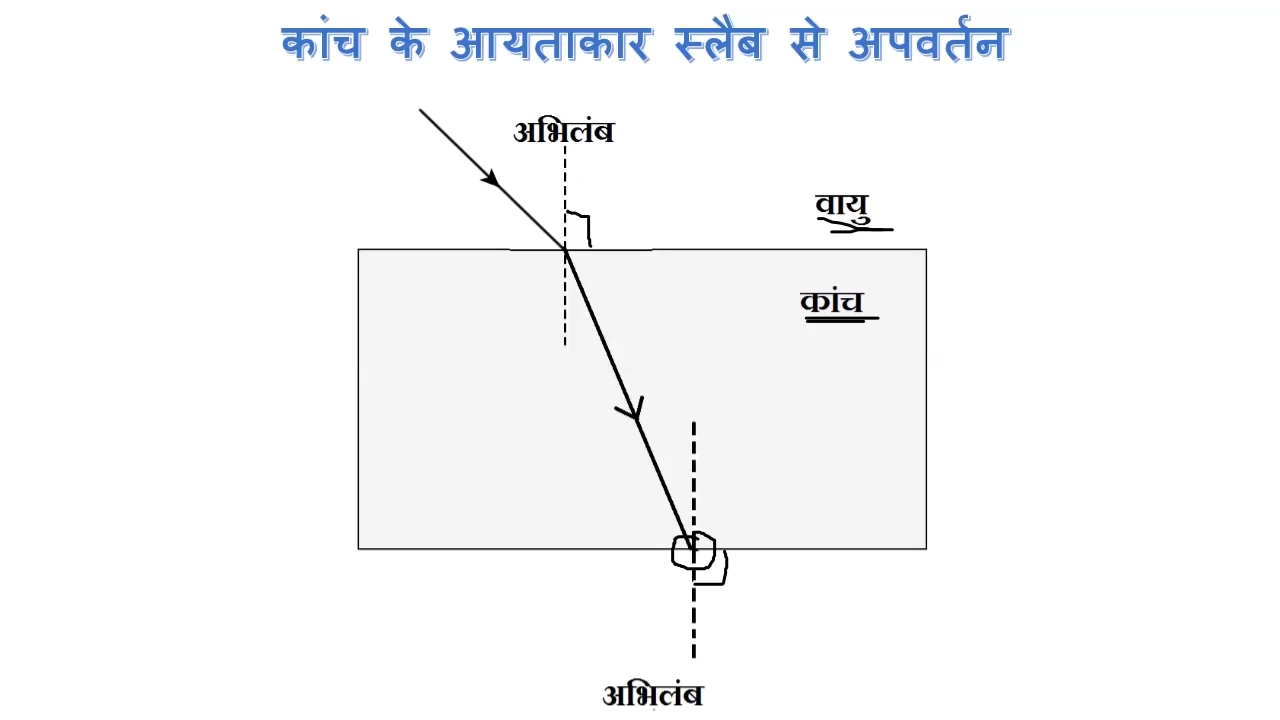 कांच के आयताकार स्लैब से अपवर्तन
अभिलंब
वायु
कांच
अभिलंब